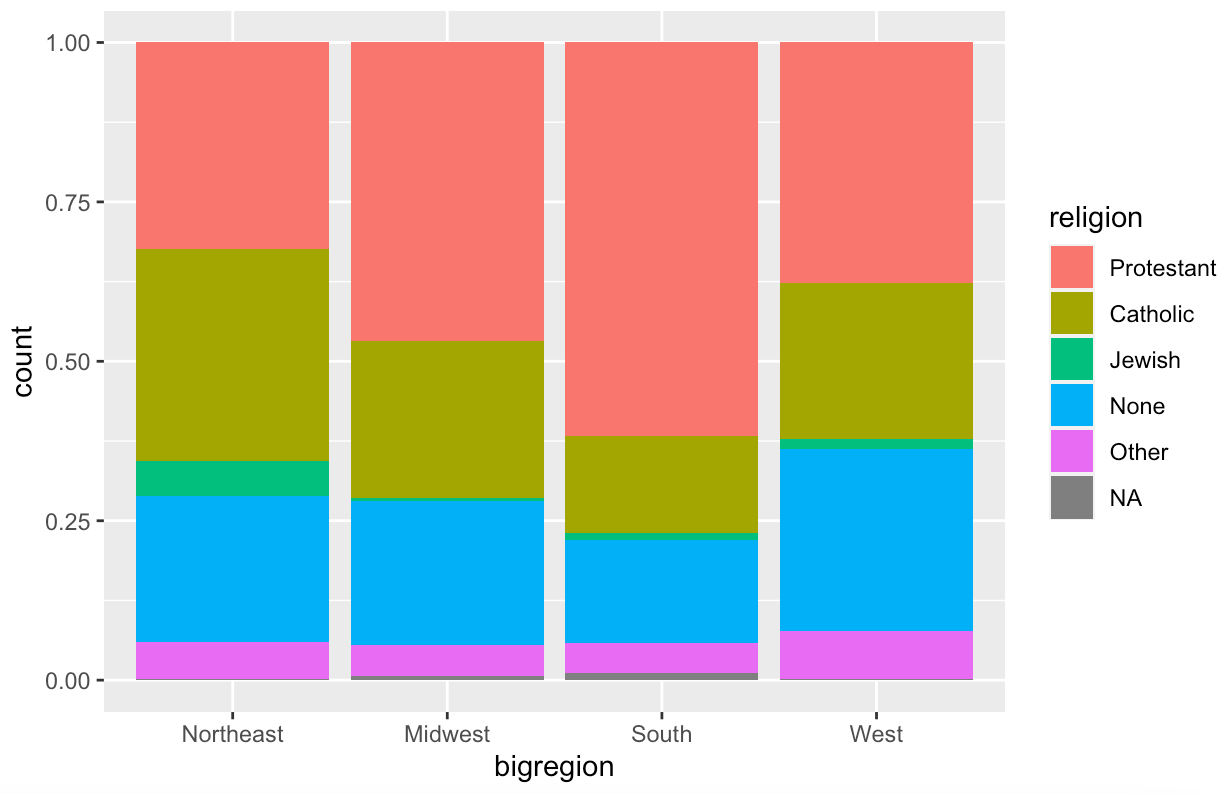 1.00
0.75
0.50
0.25
0.00
count
Northeast
Midwest
South
West
bigregion
religion
Protestant
Catholic
Jewish
None
Other
NA